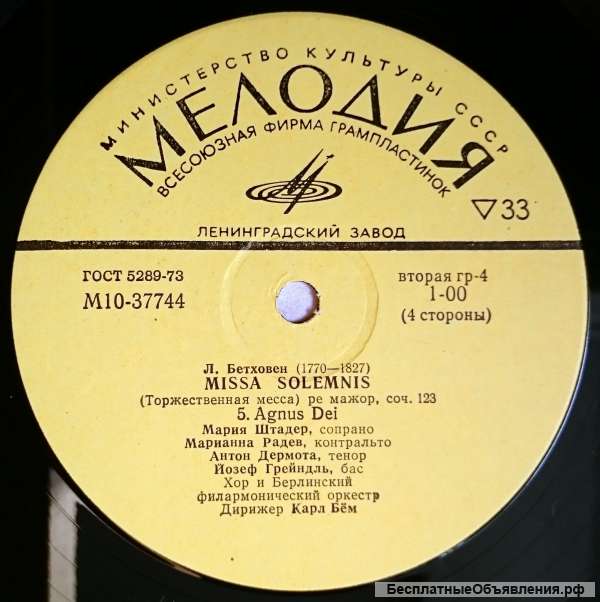 МИНИСТЕРСТВО КУЛЬТУРЫ СССР
МЕЛОДИЯ
ВСЕСОЮЗНАЯ ФИРМА ГРАМПЛАСТИНОК
33
ЛЕНИНГРАДСКИЙ ЗАВОД
ГОСТ 5289-73
М10-37744
вторая гр-4
1-00
(4 стороны)
Л. Бетховен (1770—1827)
MISSA SOLEMNIS
(Торжественная месса) ре мажор, соч. 123
5. Agnus Dei
Мария Штадер, сопрано
Марианна Радев, контральто
Антон Дермота, тенор
Йозеф Грейндль, бас
Хор и Берлинский
филармонический оркестр
Дирижер Карл Бём
БесплатныеОбъявления.рф